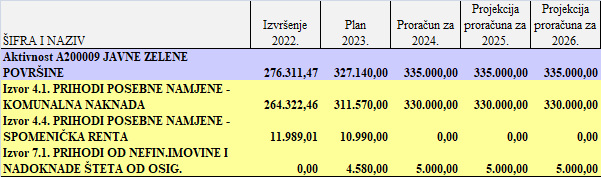 ŠIFRA I NAZIV Izvršenje 2022. Plan 2023. Proračun za 2024. Projekcija proračuna za 2025. Projekcija proračuna za 2026.
Aktivnost A200009 JAVNE ZELENE
POVRŠINE 276.311,47 327.140,00 335.000,00 335.000,00 335.000,00
Izvor 4.1. PRIHODI POSEBNE NAMJENE -
KOMUNALNA NAKNADA 264.322,46 311.570,00 330.000,00 330.000,00 330.000,00
Izvor 4.4. PRIHODI POSEBNE NAMJENE -
SPOMENIČKA RENTA 11.989,01 10.990,00 0,00 0,00 0,00
Izvor 7.1. PRIHODI OD NEFIN.IMOVINE I
NADOKNADE ŠTETA OD OSIG. 0,00 4.580,00 5.000,00 5.000,00 5.000,00